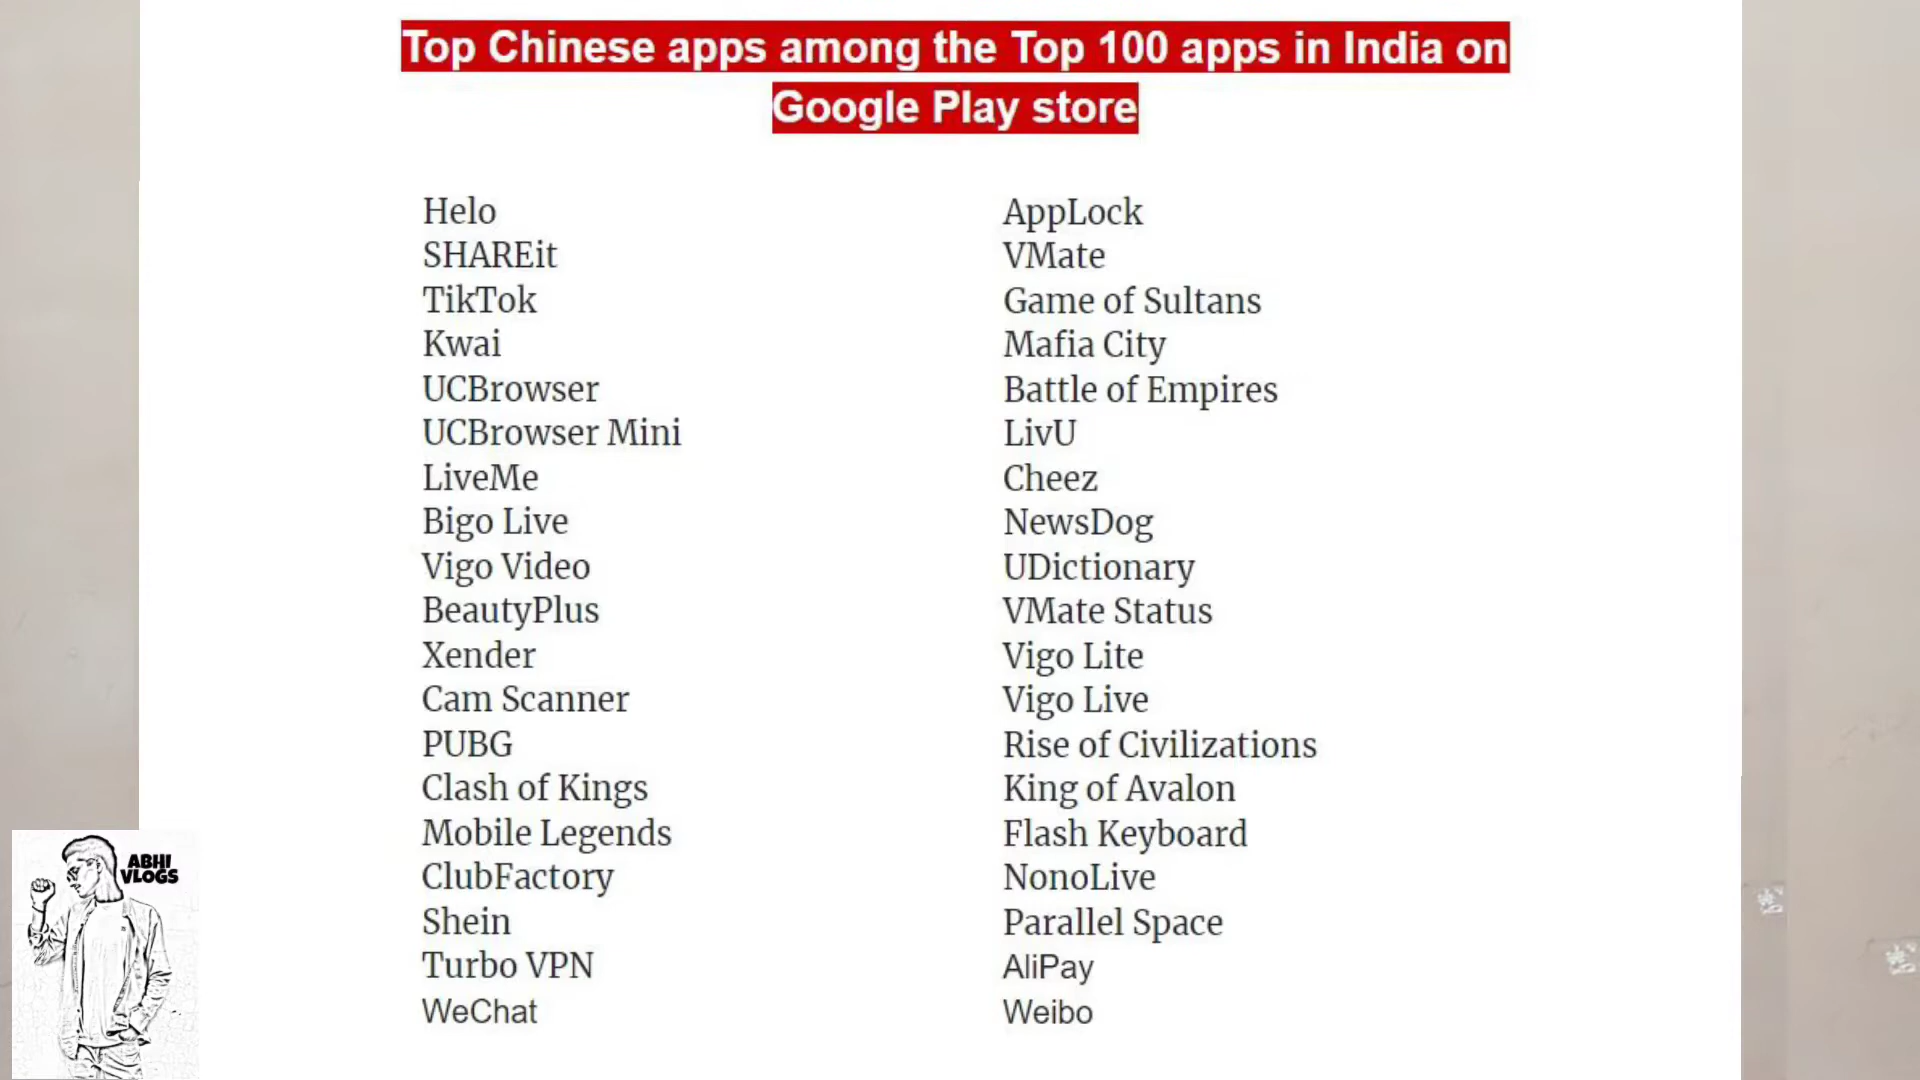 Top Chinese apps among the Top 100 apps in India on
Google Play store
Helo
SHAREit
TikTok
Kwai
UCBrowser
UCBrowser Mini
LiveMe
Bigo Live
Vigo Video
BeautyPlus
Xender
Cam Scanner
PUBG
Clash of Kings
Mobile Legends
ClubFactory
Shein
Turbo VPN
WeChat
AppLock
VMate
Game of Sultans
Mafia City
Battle of Empires
LivU
Cheez
NewsDog
UDictionary
VMate Status
Vigo Lite
Vigo Live
Rise of Civilizations
King of Avalon
Flash Keyboard
NonoLive
Parallel Space
AliPay
Weibo
ABHI
VLOGS